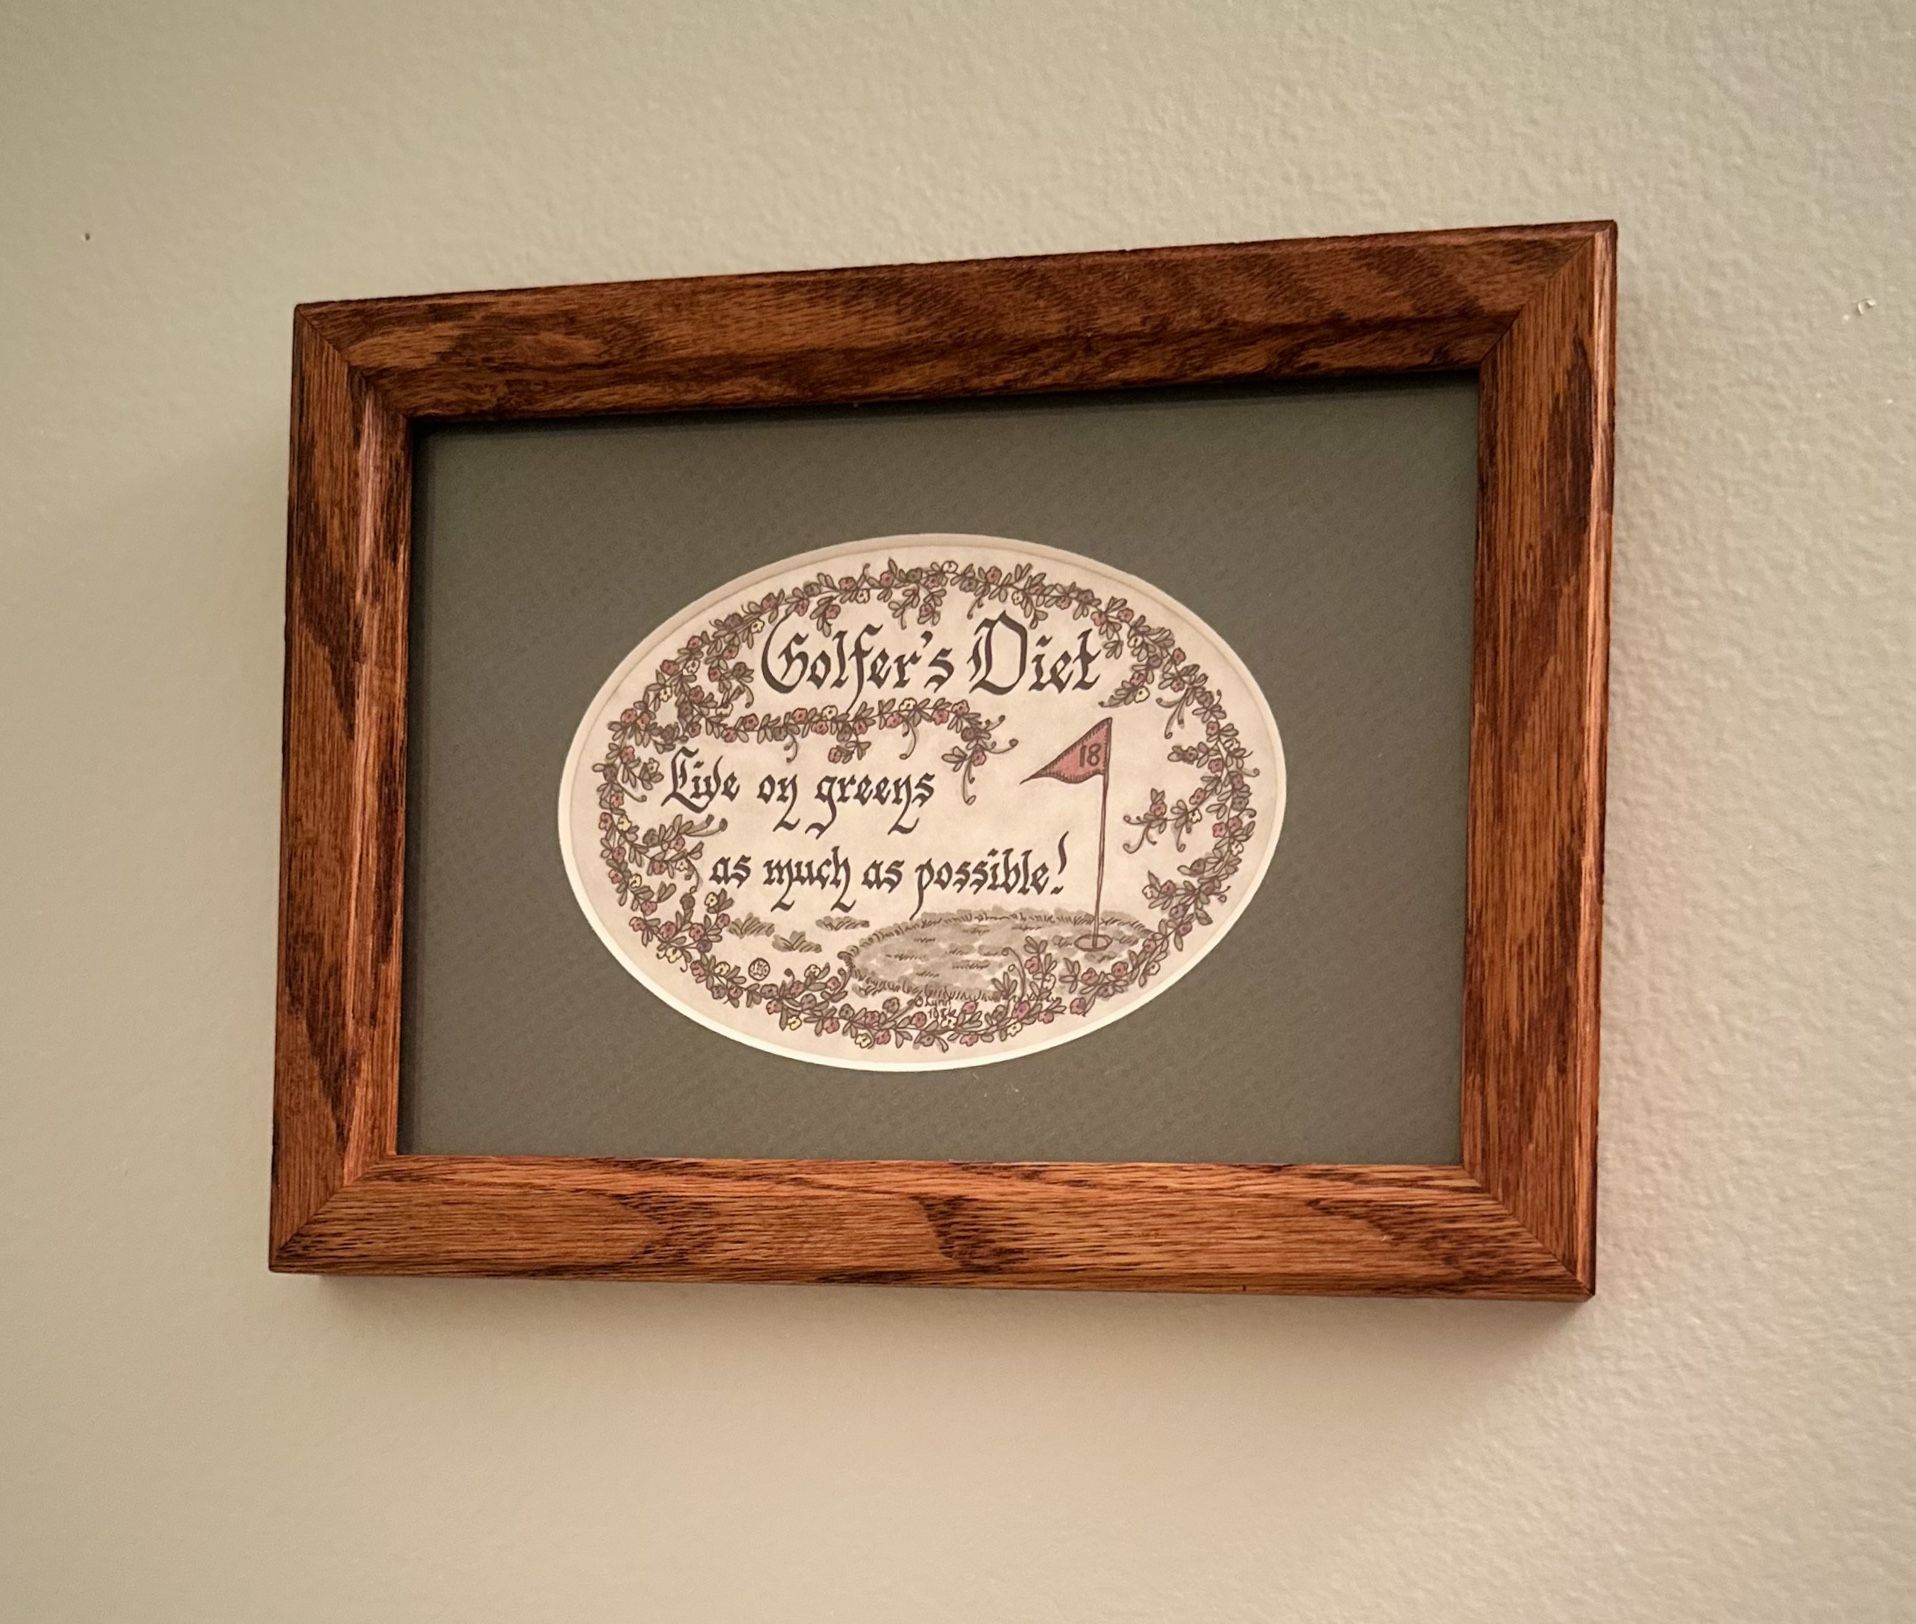 Golfer's Diet
Live on greens
as much as possible!
18